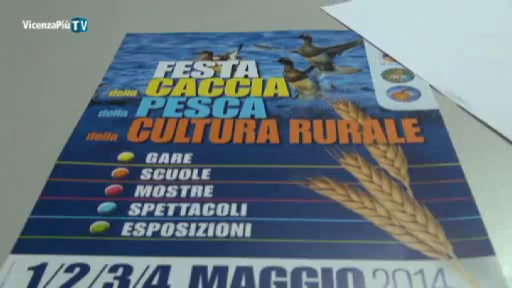 VicenzaPiù TV
FESTA
della CACCIA
della PESCA
della CULTURA RURALE
GARE
SCUOLE
MOSTRE
SPETTACOLI
ESPOSIZIONI
1/2/3/4 MAGGIO 2014